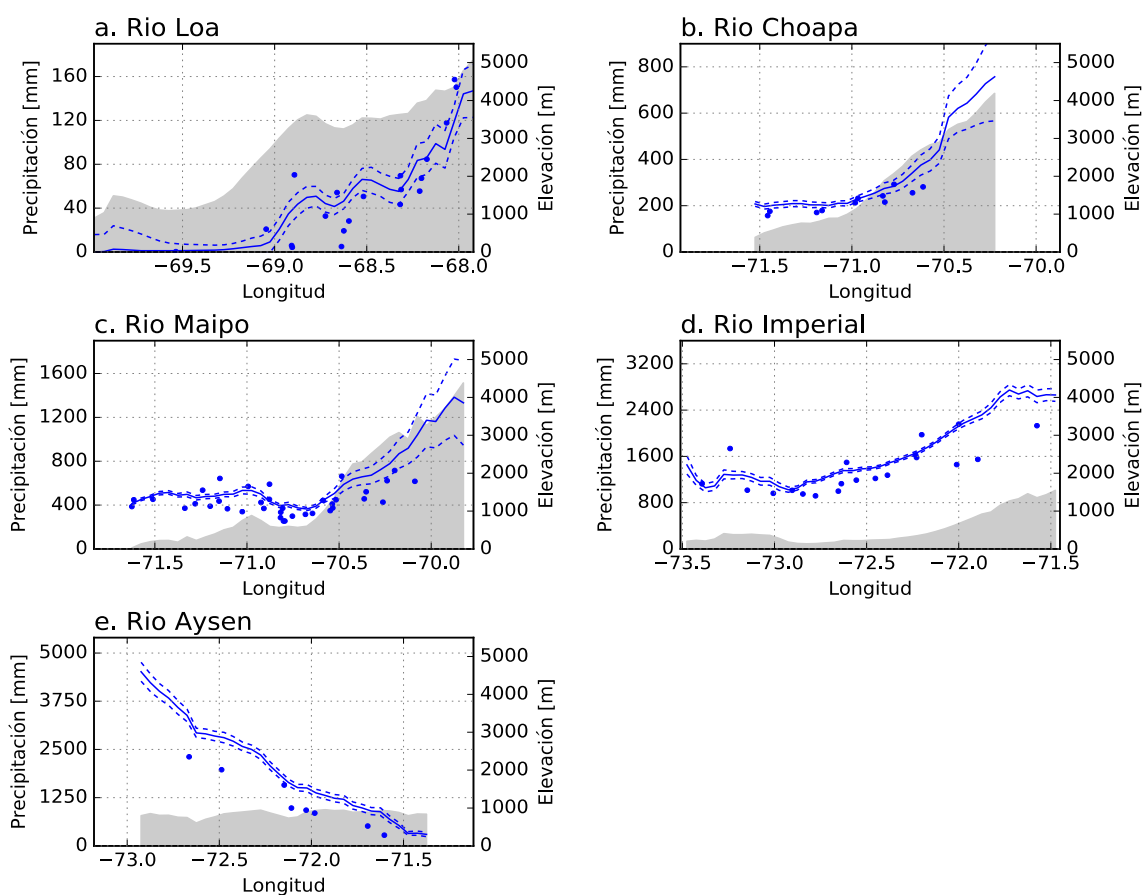 a. Rio Loa
160
120
80
40
0
Precipitación [mm]
5000
4000
3000
2000
1000
0
Elevación [m]
−69.5 −69.0 −68.5 −68.0
Longitud
b. Rio Choapa
800
600
400
200
0
Precipitación [mm]
5000
4000
3000
2000
1000
0
Elevación [m]
−71.5 −71.0 −70.5 −70.0
Longitud
c. Rio Maipo
1600
1200
800
400
0
Precipitación [mm]
5000
4000
3000
2000
1000
0
Elevación [m]
−71.5 −71.0 −70.5 −70.0
Longitud
d. Rio Imperial
3200
2400
1600
800
0
Precipitación [mm]
5000
4000
3000
2000
1000
0
Elevación [m]
−73.5 −73.0 −72.5 −72.0 −71.5
Longitud
e. Rio Aysen
5000
3750
2500
1250
0
Precipitación [mm]
5000
4000
3000
2000
1000
0
Elevación [m]
−73.0 −72.5 −72.0 −71.5
Longitud